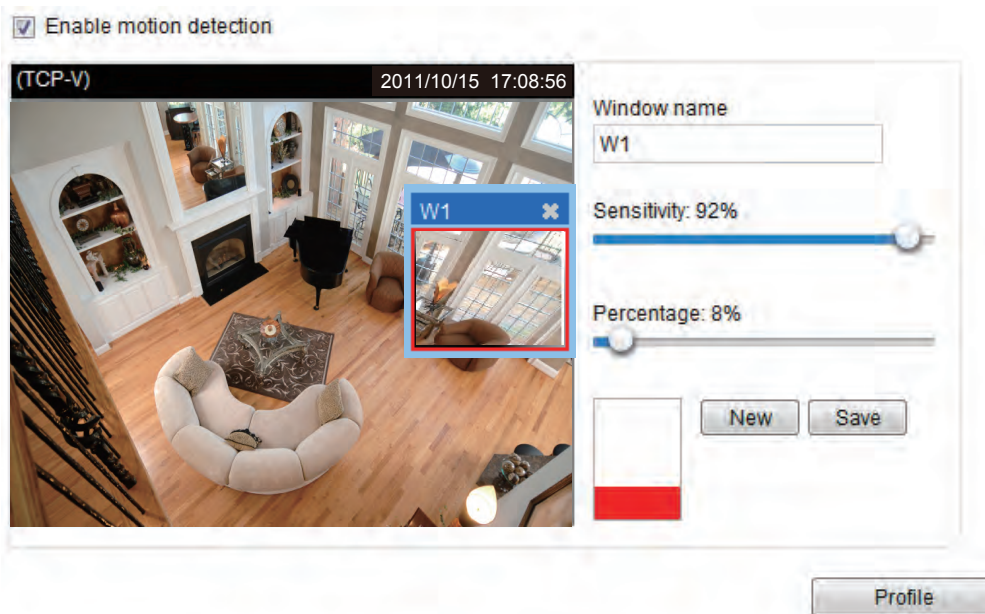 Enable motion detection
(TCP-V) 2011/10/15 17:08:56
Window name
W1
W1
Sensitivity: 92%
Percentage: 8%
New Save
Profile